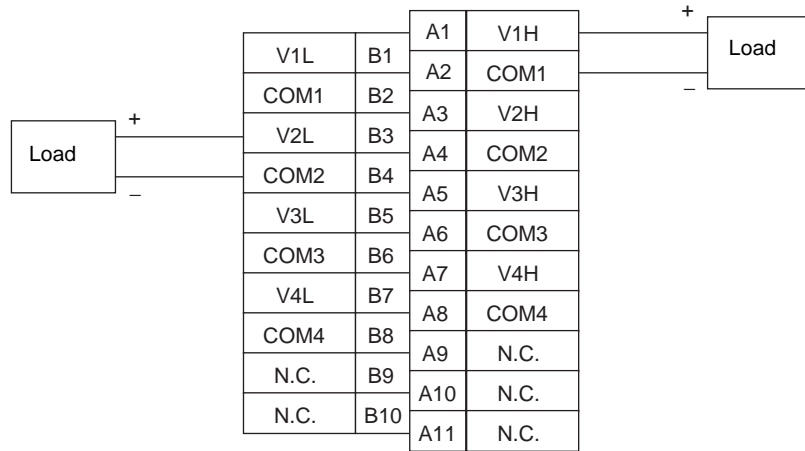 +
A1 V1H
Load
V1L B1
A2 COM1
–
COM1 B2
A3 V2H
+
V2L B3
Load
A4 COM2
COM2 B4
–
A5 V3H
V3L B5
A6 COM3
COM3 B6
A7 V4H
V4L B7
A8 COM4
COM4 B8
A9 N.C.
N.C. B9
A10 N.C.
N.C. B10
A11 N.C.